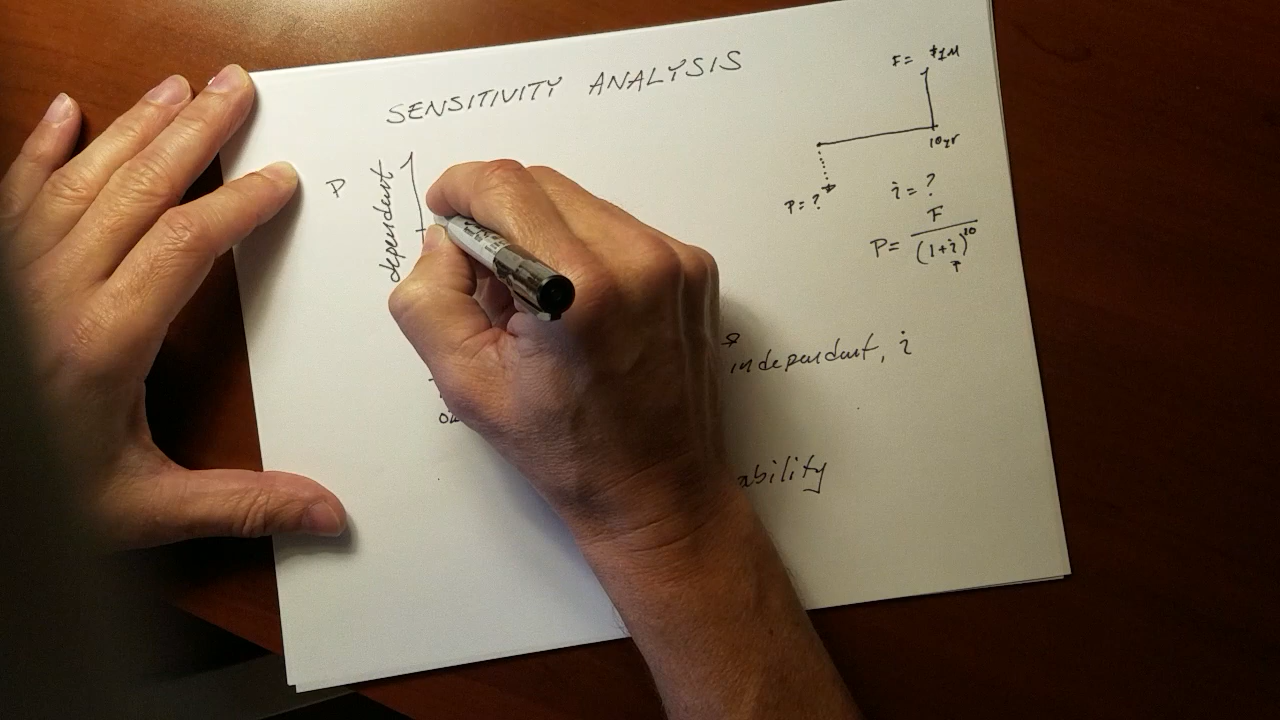 SENSITIVITY ANALYSIS
F= $1M
10yr
P=?
i=?
P= F
(1+i)^10
P
dependent
independent, i
ability